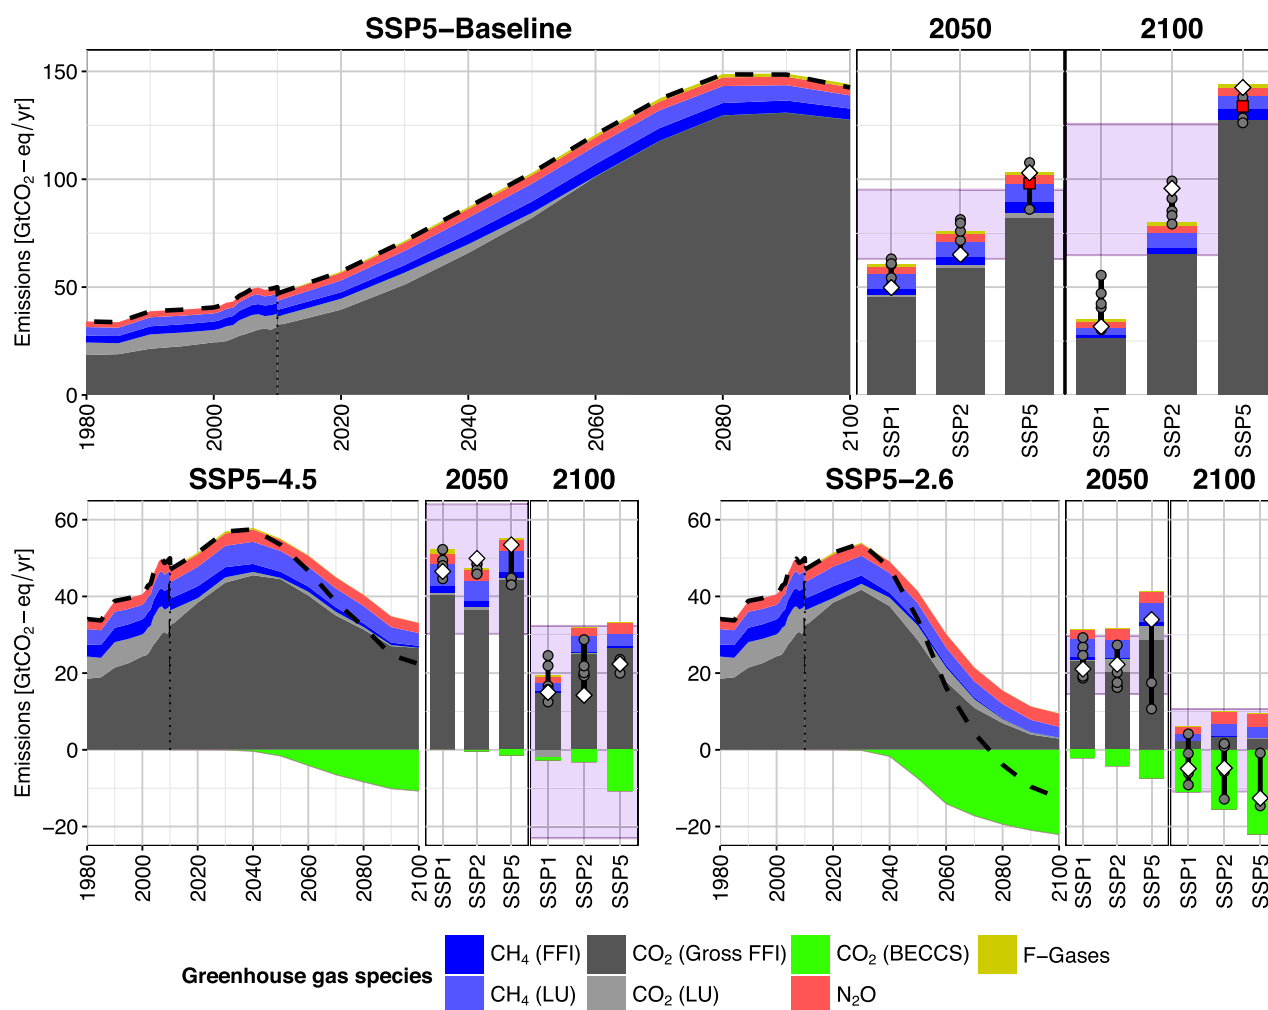 SSP5−Baseline 2050 2100
Emissions [GtCO₂−eq/yr]
150
100
50
0
1980 2000 2020 2040 2060 2080 2100 SSP1 SSP2 SSP5 SSP1 SSP2 SSP5
SSP5−4.5 2050 2100 SSP5−2.6 2050 2100
Emissions [GtCO₂−eq/yr]
60 60
40 40
20 20
0 0
−20 −20
1980 2000 2020 2040 2060 2080 2100 SSP1 SSP2 SSP5 SSP1 SSP2 SSP5 1980 2000 2020 2040 2060 2080 2100 SSP1 SSP2 SSP5 SSP1 SSP2 SSP5
Greenhouse gas species
CH₄ (FFI) CO₂ (Gross FFI) CO₂ (BECCS) F−Gases
CH₄ (LU) CO₂ (LU) N₂O